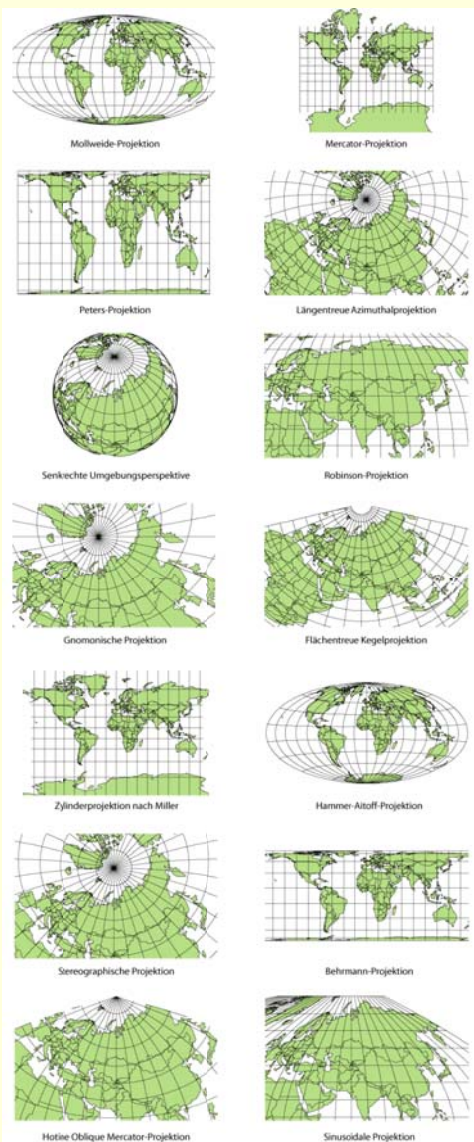 Mollweide-Projektion
Mercator-Projektion
Peters-Projektion
Längentreue Azimuthalprojektion
Senkrechte Umgebungsperspektive
Robinson-Projektion
Gnomonische Projektion
Flächentreue Kegelprojektion
Zylinderprojektion nach Miller
Hammer-Aitoff-Projektion
Stereographische Projektion
Behrmann-Projektion
Hotine Oblique Mercator-Projektion
Sinusoidale Projektion